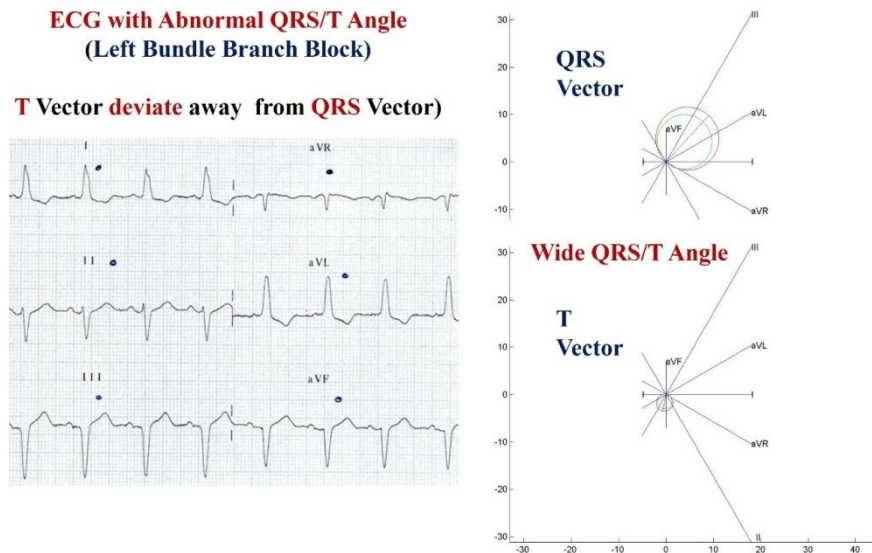 ECG with Abnormal QRS/T Angle
(Left Bundle Branch Block)
T Vector deviate away from QRS Vector)
I
aVR
II
aVL
III
aVF
QRS
Vector
30
20
10
0
-10
III
aVL
aVF
I
aVR
Wide QRS/T Angle
T
Vector
30
20
10
0
-10
-20
-30
III
aVL
aVF
I
aVR
II
-30
-20
-10
0
10
20
30
40